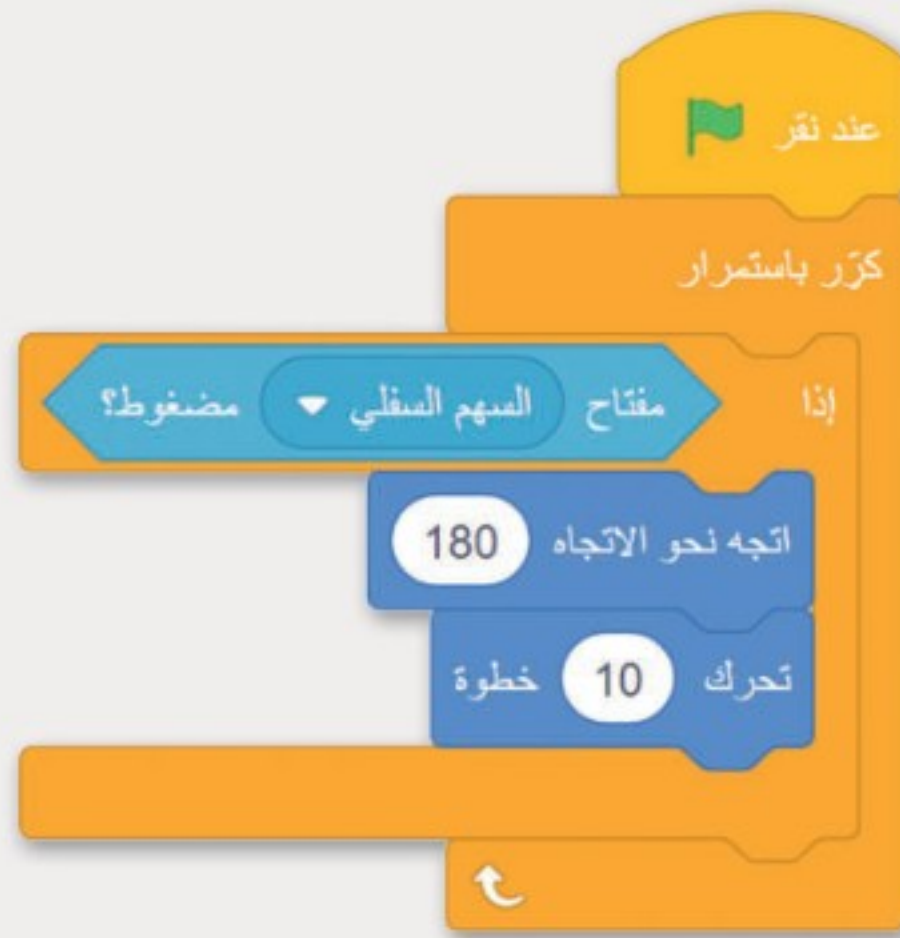 عند نقر
كرّر باستمرار
إذا مفتاح السهم السفلي مضغوط؟
اتجه نحو الاتجاه 180
تحرك 10 خطوة